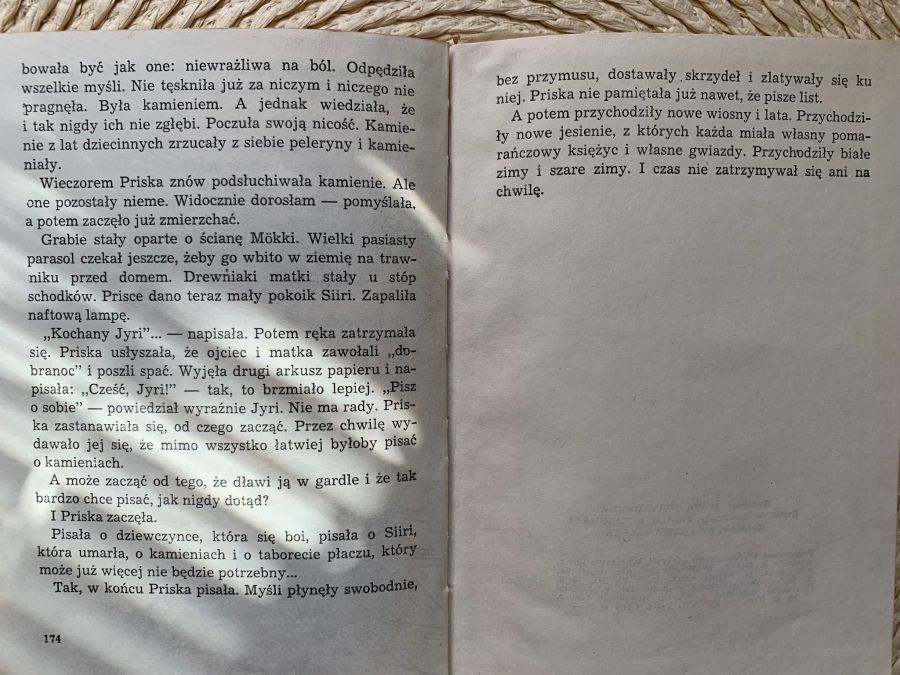 bowała być jak one: niewrażliwa na ból. Odpędziła
wszelkie myśli. Nie tęskniła już za niczym i niczego nie
pragnęła. Była kamieniem. A jednak wiedziała, że
i tak nigdy ich nie zgłębi. Poczuła swoją nicość. Kamie-
nie z lat dziecinnych zrzucały z siebie peleryny i kamie-
niały.
Wieczorem Priska znów podsłuchiwała kamienie. Ale
one pozostały nieme. Widocznie dorosłam — pomyślała,
a potem zaczęło już zmierzchać.
Grabie stały oparte o ścianę Mökki. Wielki pasiasty
parasol czekał jeszcze, żeby go wbito w ziemię na traw-
niku przed domem. Drewniaki matki stały u stóp
schodków. Prisce dano teraz mały pokoik Siiri. Zapaliła
naftową lampę.
„Kochany Jyri”... — napisała. Potem ręka zatrzymała
się. Priska usłyszała, że ojciec i matka zawołali „do-
branoc” i poszli spać. Wyjęła drugi arkusz papieru i na-
pisała: „Cześć, Jyri!” — tak, to brzmiało lepiej. „Pisz
o sobie” — powiedział wyraźnie Jyri. Nie ma rady. Pris-
ka zastanawiała się, od czego zacząć. Przez chwilę wy-
dawało jej się, że mimo wszystko łatwiej byłoby pisać
o kamieniach.
A może zacząć od tego, że dławi ją w gardle i że tak
bardzo chce pisać, jak nigdy dotąd?
I Priska zaczęła.
Pisała o dziewczynce, która się boi, pisała o Siiri,
która umarła, o kamieniach i o taborecie płaczu, który
może już więcej nie będzie potrzebny...
Tak, w końcu Priska pisała. Myśli płynęły swobodnie,
174
bez przymusu, dostawały skrzydeł i zlatywały się ku
niej. Priska nie pamiętała już nawet, że pisze list.
A potem przychodziły nowe wiosny i lata. Przychodzi-
ły nowe jesienie, z których każda miała własny poma-
rańczowy księżyc i własne gwiazdy. Przychodziły białe
zimy i szare zimy. I czas nie zatrzymywał się ani na
chwilę.